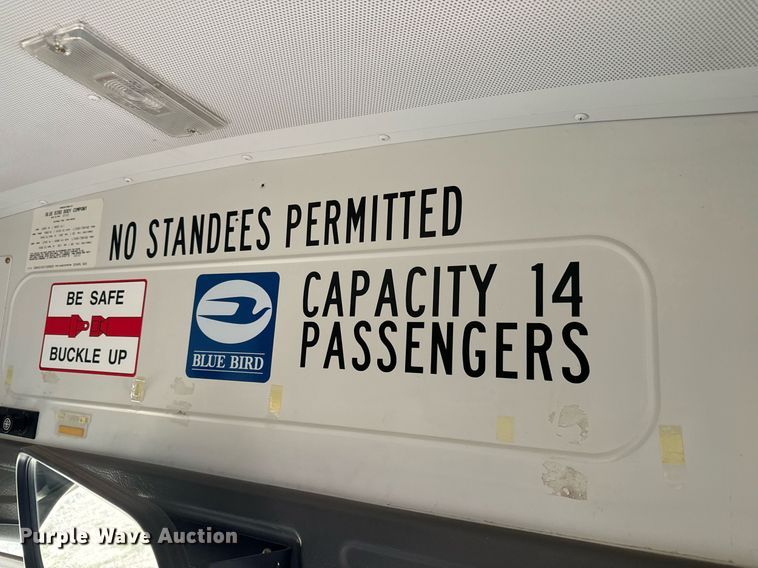 BLUE BIRD BODY COMPANY
NO STANDEES PERMITTED
BE SAFE
BUCKLE UP
BLUE BIRD
CAPACITY 14
PASSENGERS
Purple Wave Auction